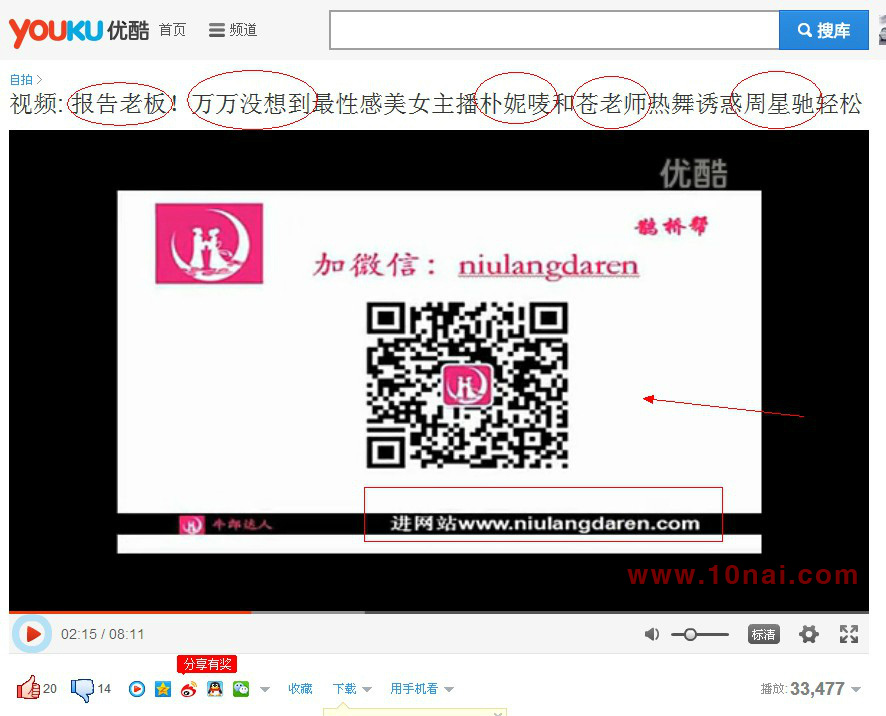 YOUKU 优酷 首页 频道 搜库
自拍
视频: 报告老板！万万没想到最性感美女主播朴妮唛和苍老师热舞诱惑周星驰轻松
优酷
鹊桥帮
加微信：niulangdaren
牛郎达人 进网站www.niulangdaren.com
www.10nai.com
02:15 / 08:11 标清
分享有奖
20 14 收藏 下载 用手机看 播放: 33,477